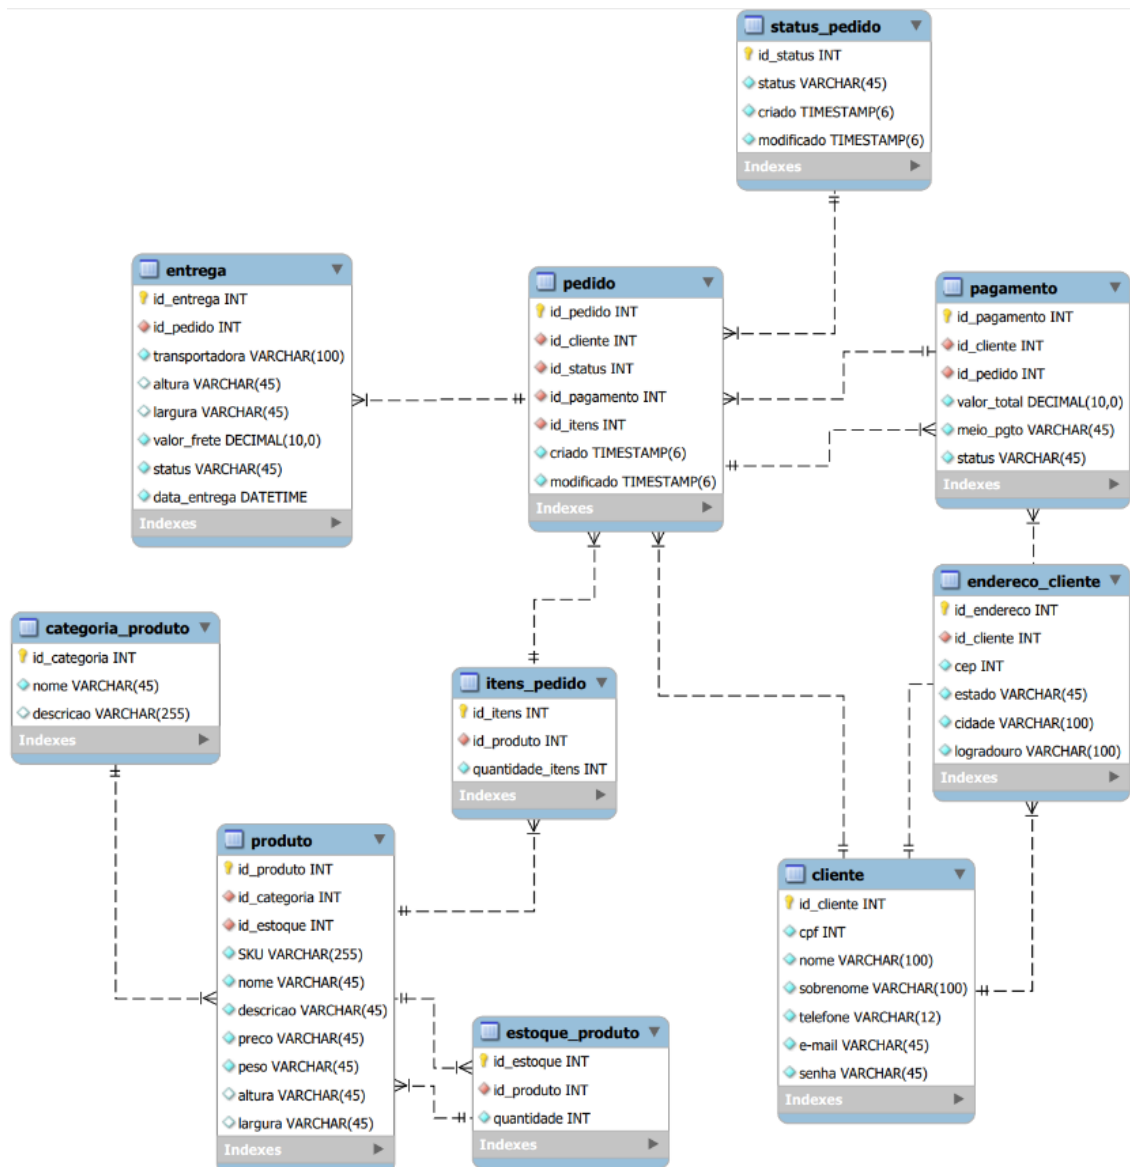 status_pedido
id_status INT
status VARCHAR(45)
criado TIMESTAMP(6)
modificado TIMESTAMP(6)
Indexes
entrega
id_entrega INT
id_pedido INT
transportadora VARCHAR(100)
altura VARCHAR(45)
largura VARCHAR(45)
valor_frete DECIMAL(10,0)
status VARCHAR(45)
data_entrega DATETIME
Indexes
pedido
id_pedido INT
id_cliente INT
id_status INT
id_pagamento INT
id_itens INT
criado TIMESTAMP(6)
modificado TIMESTAMP(6)
Indexes
pagamento
id_pagamento INT
id_cliente INT
id_pedido INT
valor_total DECIMAL(10,0)
meio_pgto VARCHAR(45)
status VARCHAR(45)
Indexes
categoria_produto
id_categoria INT
nome VARCHAR(45)
descricao VARCHAR(255)
Indexes
itens_pedido
id_itens INT
id_produto INT
quantidade_itens INT
Indexes
endereco_cliente
id_endereco INT
id_cliente INT
cep INT
estado VARCHAR(45)
cidade VARCHAR(100)
logradouro VARCHAR(100)
Indexes
produto
id_produto INT
id_categoria INT
id_estoque INT
SKU VARCHAR(255)
nome VARCHAR(45)
descricao VARCHAR(45)
preco VARCHAR(45)
peso VARCHAR(45)
altura VARCHAR(45)
largura VARCHAR(45)
Indexes
estoque_produto
id_estoque INT
id_produto INT
quantidade INT
Indexes
cliente
id_cliente INT
cpf INT
nome VARCHAR(100)
sobrenome VARCHAR(100)
telefone VARCHAR(12)
e-mail VARCHAR(45)
senha VARCHAR(45)
Indexes